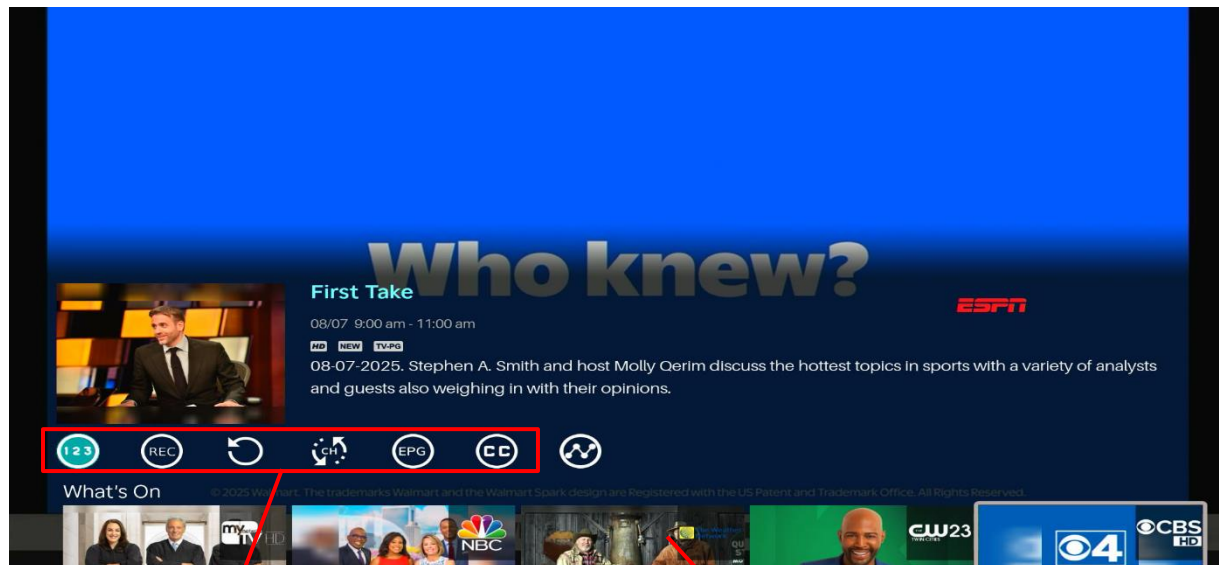 Who knew?
First Take
ESPN
08/07 9:00 am - 11:00 am
HD NEW TV-PG
08-07-2025. Stephen A. Smith and host Molly Qerim discuss the hottest topics in sports with a variety of analysts
and guests also weighing in with their opinions.
123 REC CH EPG CC
What's On
© 2025 Walmart. The trademarks Walmart and the Walmart Spark design are Registered with the US Patent and Trademark Office. All Rights Reserved.
my TV HD
NBC
CW23
TWIN CITIES
4
CBS
HD